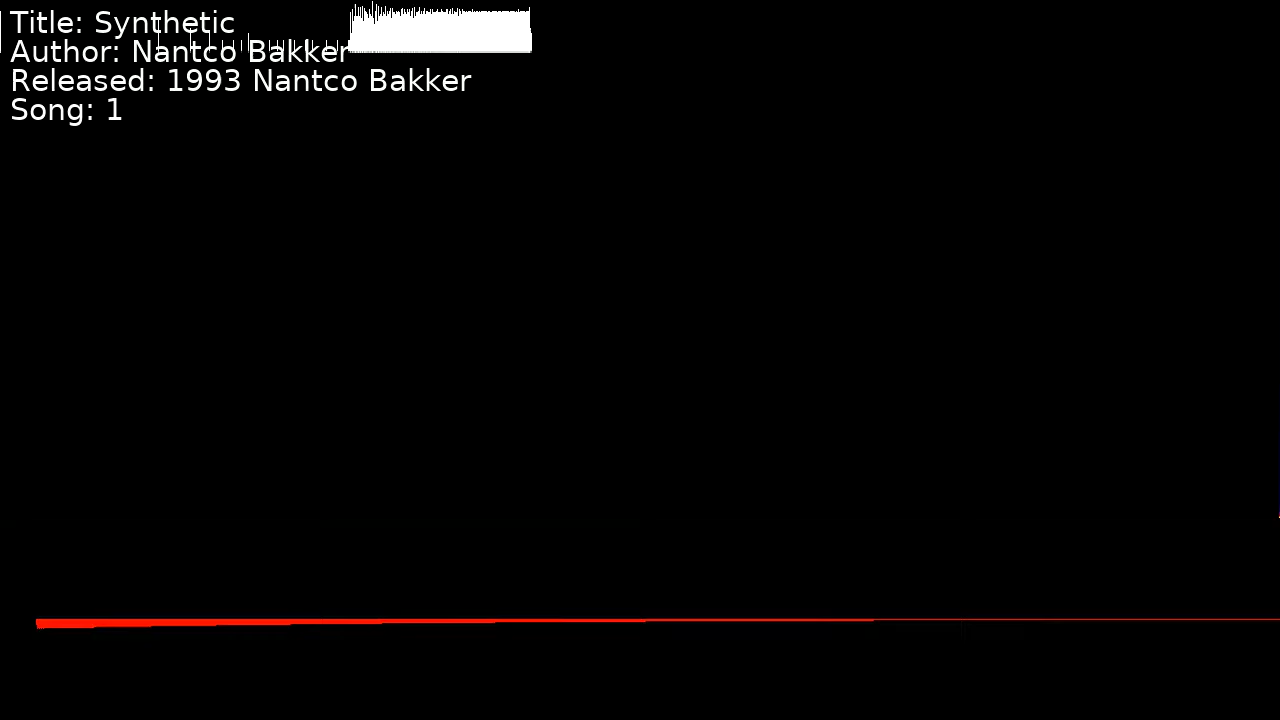 Title: Synthetic
Author: Nantco Bakker
Released: 1993 Nantco Bakker
Song: 1